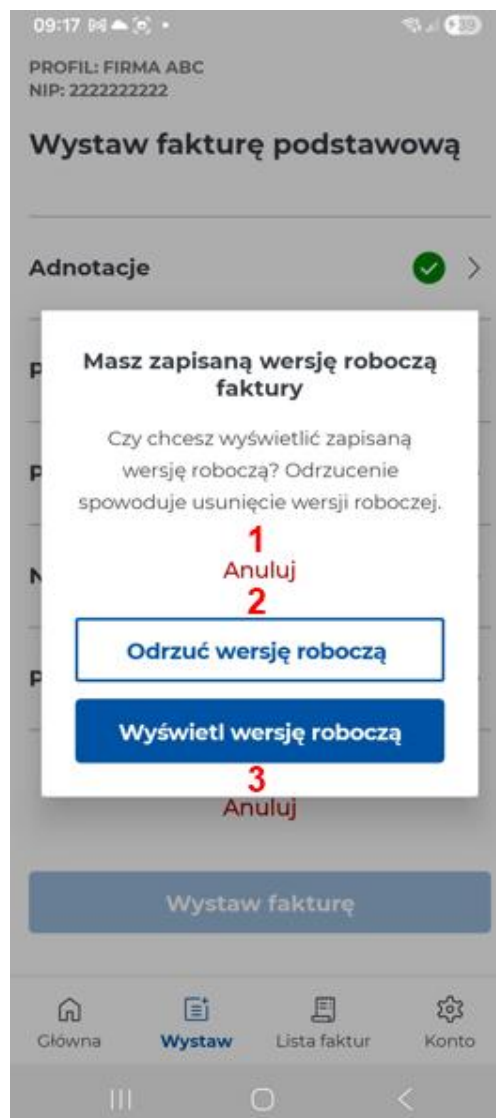 09:17
39
PROFIL: FIRMA ABC
NIP: 2222222222
Wystaw fakturę podstawową
Adnotacje
P
Masz zapisaną wersję roboczą
faktury
Czy chcesz wyświetlić zapisaną
wersję roboczą? Odrzucenie
spowoduje usunięcie wersji roboczej.
P
1
Anuluj
N
2
Odrzuć wersję roboczą
P
Wyświetl wersję roboczą
3
Anuluj
Wystaw fakturę
Główna Wystaw Lista faktur Konto